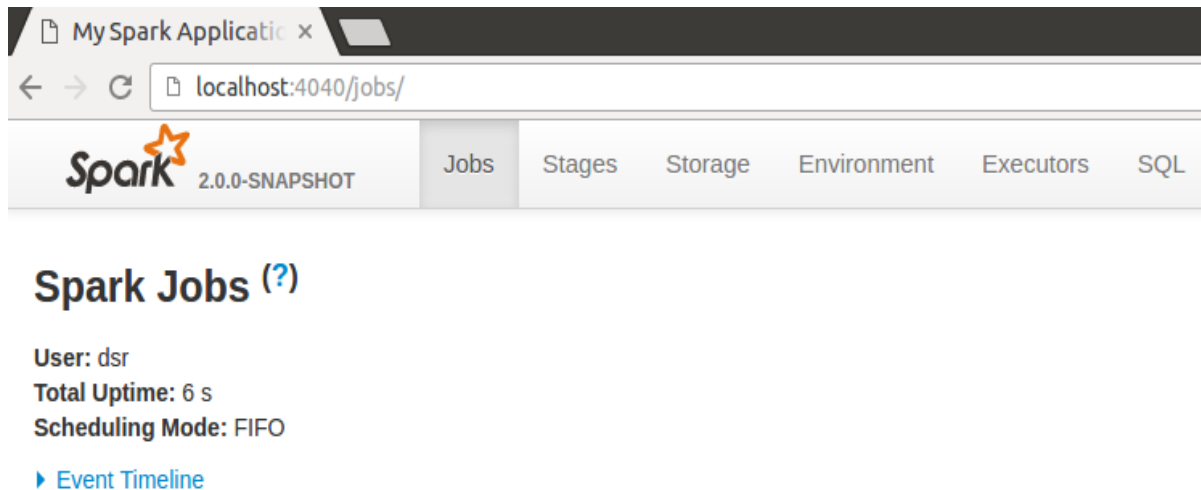 My Spark Applicatio
localhost:4040/jobs/
Spark 2.0.0-SNAPSHOT Jobs Stages Storage Environment Executors SQL
Spark Jobs (?)
User: dsr
Total Uptime: 6 s
Scheduling Mode: FIFO
Event Timeline